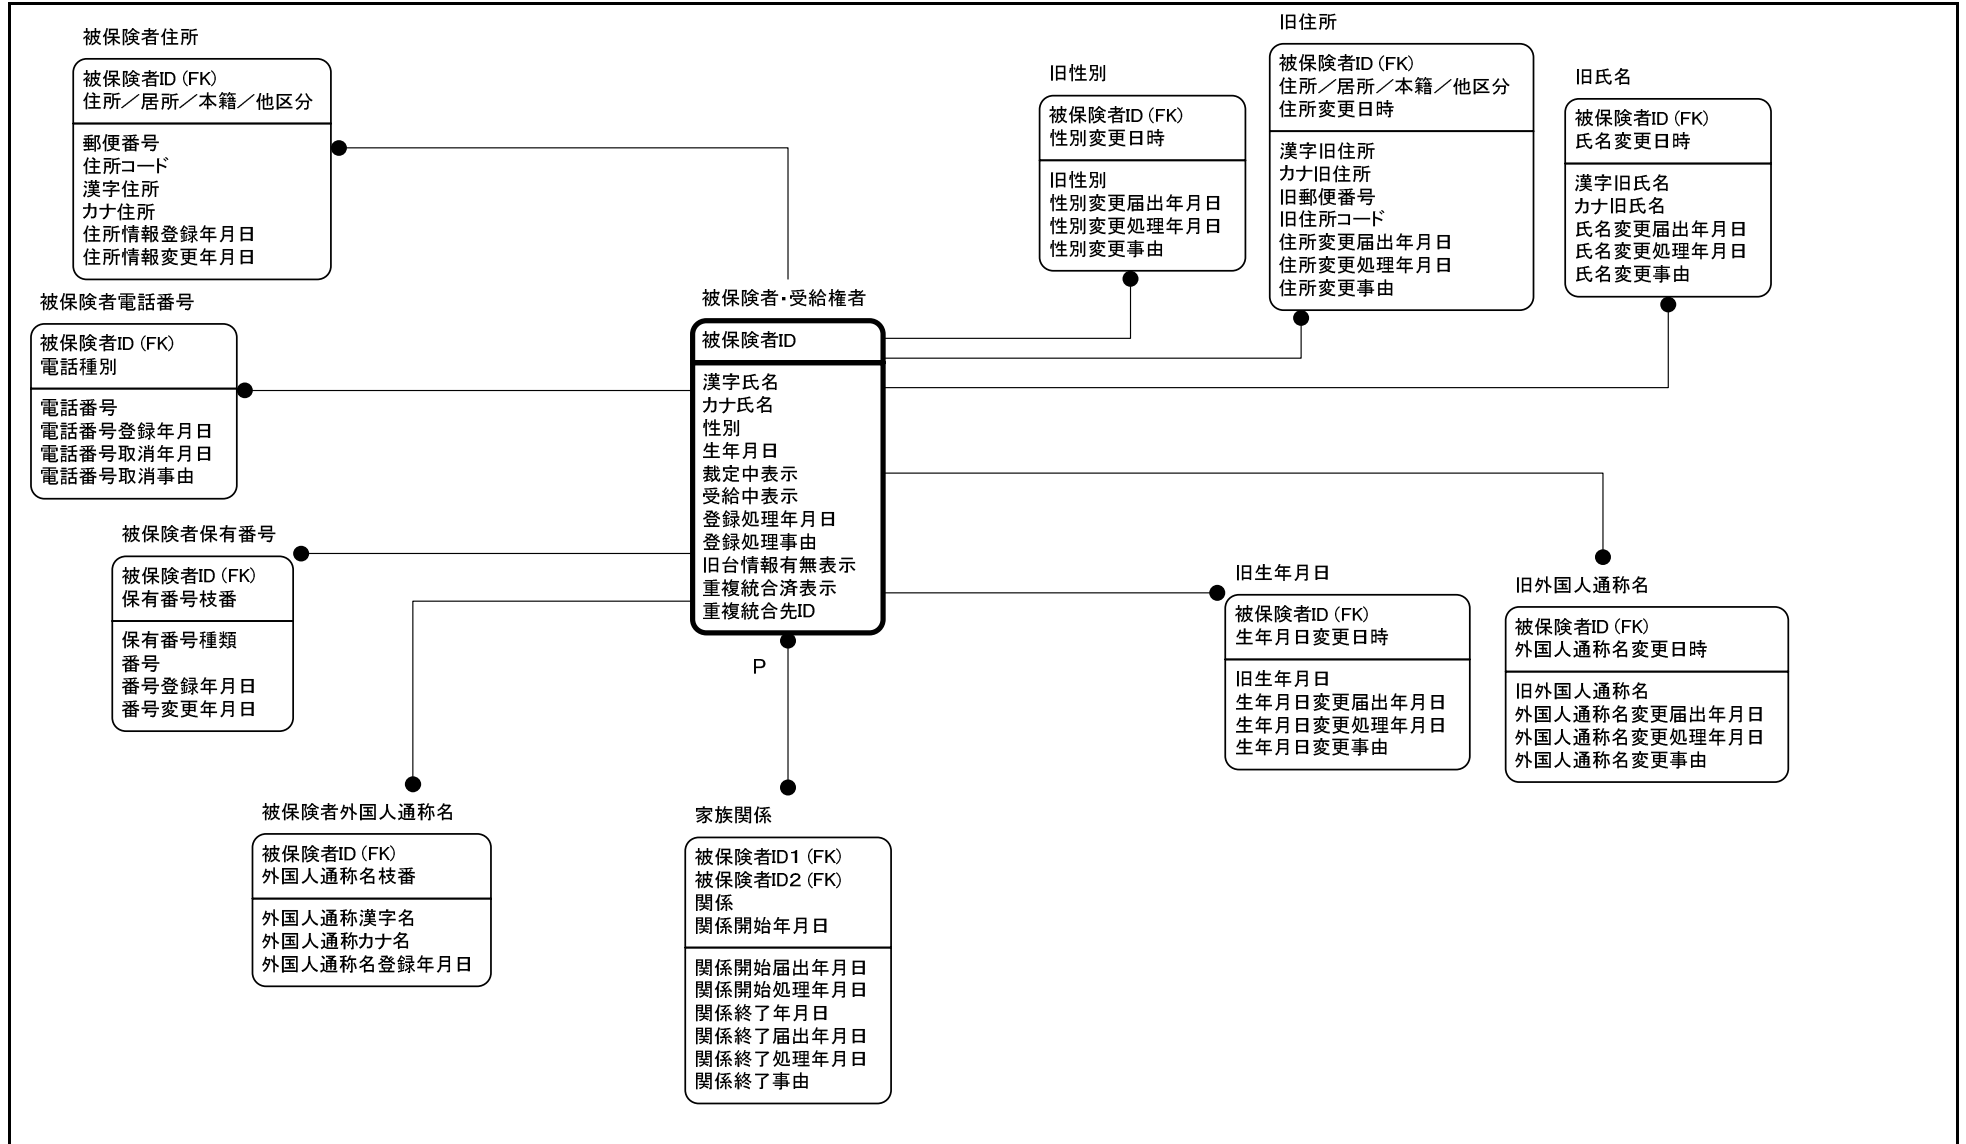 被保険者住所
被保険者ID (FK)
住所／居所／本籍／他区分
郵便番号
住所コード
漢字住所
カナ住所
住所情報登録年月日
住所情報変更年月日
被保険者電話番号
被保険者ID (FK)
電話種別
電話番号
電話番号登録年月日
電話番号取消年月日
電話番号取消事由
被保険者保有番号
被保険者ID (FK)
保有番号枝番
保有番号種類
番号
番号登録年月日
番号変更年月日
被保険者外国人通称名
被保険者ID (FK)
外国人通称名枝番
外国人通称漢字名
外国人通称カナ名
外国人通称名登録年月日
被保険者・受給権者
被保険者ID
漢字氏名
カナ氏名
性別
生年月日
裁定中表示
受給中表示
登録処理年月日
登録処理事由
旧台情報有無表示
重複統合済表示
重複統合先ID
P
家族関係
被保険者ID1 (FK)
被保険者ID2 (FK)
関係
関係開始年月日
関係開始届出年月日
関係開始処理年月日
関係終了年月日
関係終了届出年月日
関係終了処理年月日
関係終了事由
旧性別
被保険者ID (FK)
性別変更日時
旧性別
性別変更届出年月日
性別変更処理年月日
性別変更事由
旧住所
被保険者ID (FK)
住所／居所／本籍／他区分
住所変更日時
漢字旧住所
カナ旧住所
旧郵便番号
旧住所コード
住所変更届出年月日
住所変更処理年月日
住所変更事由
旧氏名
被保険者ID (FK)
氏名変更日時
漢字旧氏名
カナ旧氏名
氏名変更届出年月日
氏名変更処理年月日
氏名変更事由
旧生年月日
被保険者ID (FK)
生年月日変更日時
旧生年月日
生年月日変更届出年月日
生年月日変更処理年月日
生年月日変更事由
旧外国人通称名
被保険者ID (FK)
外国人通称名変更日時
旧外国人通称名
外国人通称名変更届出年月日
外国人通称名変更処理年月日
外国人通称名変更事由